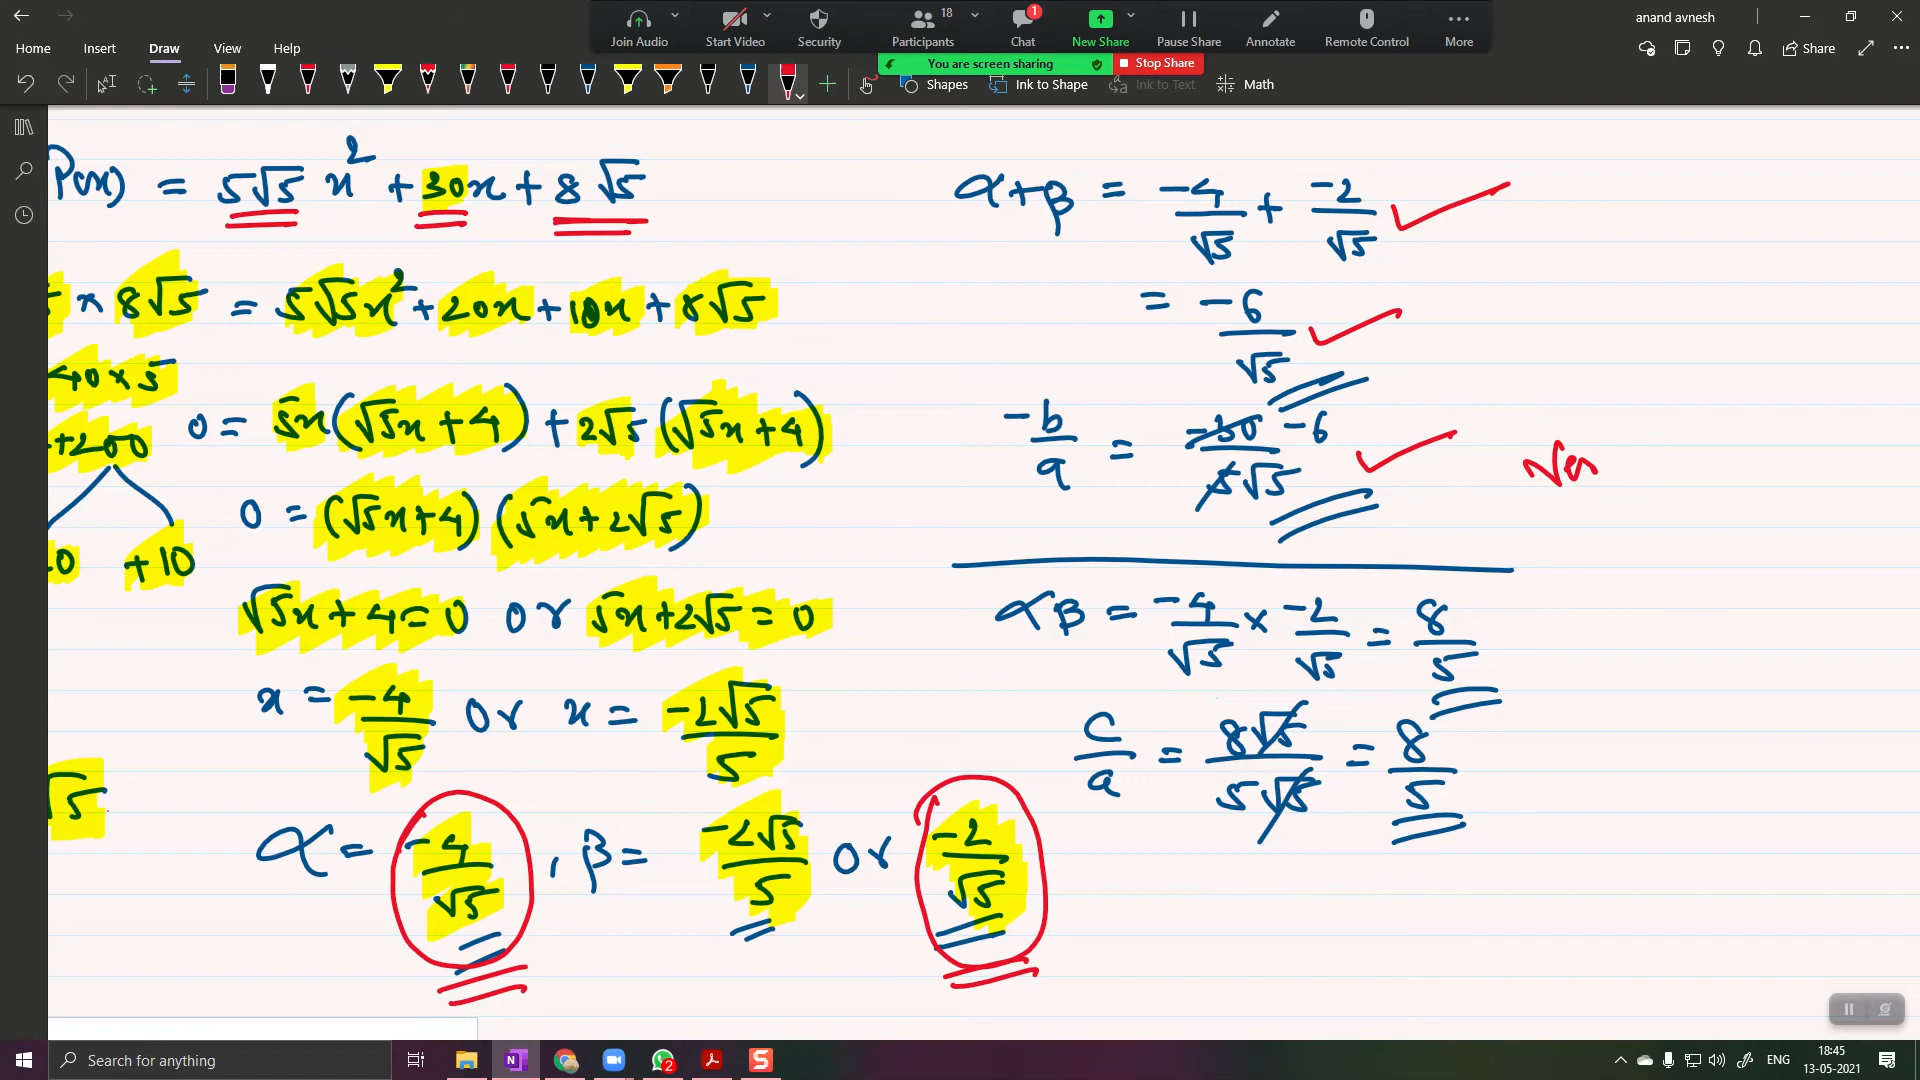 anand avnesh
18
1
Join Audio Start Video Security Participants Chat New Share Pause Share Annotate Remote Control More
Home Insert Draw View Help
You are screen sharing Stop Share
Share
Shapes Ink to Shape Ink to Text Math
P(x) = 5√5 x² + 30x + 8√5
× 8√5 = 5√5x² + 20x + 10x + 8√5
40×5
+200
0 = 5x(√5x+4) + 2√5(√5x+4)
0 = (√5x+4)(5x+2√5)
0 +10
√5x+4=0 or 5x+2√5=0
x = -4/√5 or x = -2√5/5
√5
α = -4/√5 , β = -2√5/5 or -2/√5
α+β = -4/√5 + -2/√5
= -6/√5
-b/a = -30/5√5 -6
αβ = -4/√5 × -2/√5 = 8/5
c/a = 8√5/5√5 = 8/5
Search for anything
2
ENG
18:45
13-05-2021